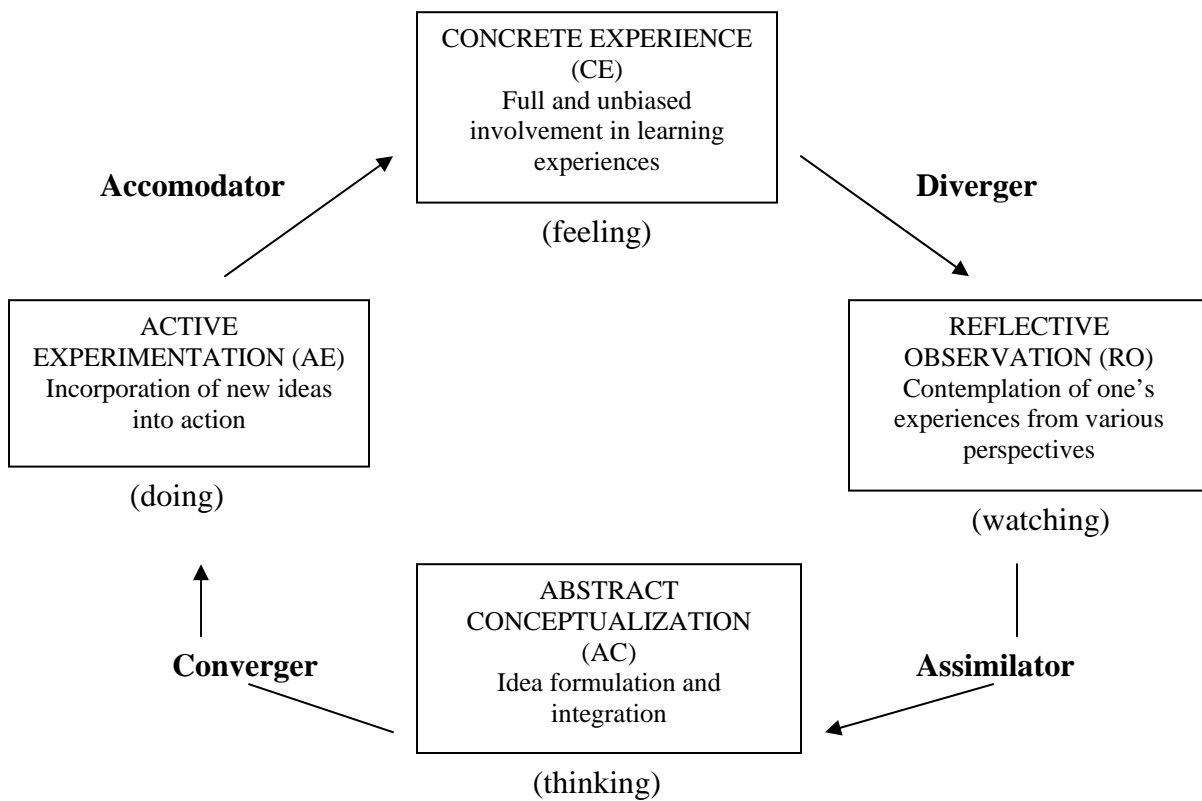 CONCRETE EXPERIENCE
(CE)
Full and unbiased
involvement in learning
experiences
(feeling)
Accomodator
Diverger
ACTIVE
EXPERIMENTATION (AE)
Incorporation of new ideas
into action
(doing)
REFLECTIVE
OBSERVATION (RO)
Contemplation of one’s
experiences from various
perspectives
(watching)
Converger
ABSTRACT
CONCEPTUALIZATION
(AC)
Idea formulation and
integration
(thinking)
Assimilator